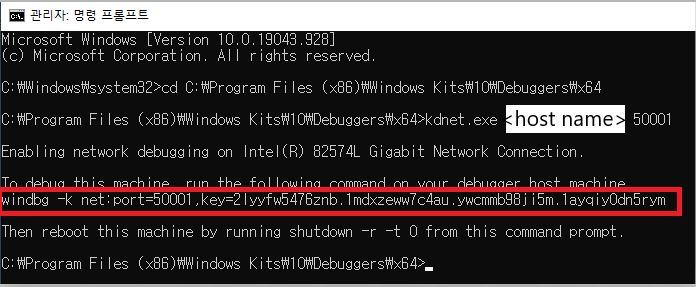 관리자: 명령 프롬프트
Microsoft Windows [Version 10.0.19043.928]
(c) Microsoft Corporation. All rights reserved.
C:₩Windows₩system32>cd C:₩Program Files (x86)₩Windows Kits₩10₩Debuggers₩x64
C:₩Program Files (x86)₩Windows Kits₩10₩Debuggers₩x64>kdnet.exe <host name> 50001
Enabling network debugging on Intel(R) 82574L Gigabit Network Connection.
To debug this machine, run the following command on your debugger host machine.
windbg -k net:port=50001,key=2lyyfw5476znb.1mdxzeww7c4au.ywcmmb98ji5m.1ayqiy0dn5rym
Then reboot this machine by running shutdown -r -t 0 from this command prompt.
C:₩Program Files (x86)₩Windows Kits₩10₩Debuggers₩x64>_